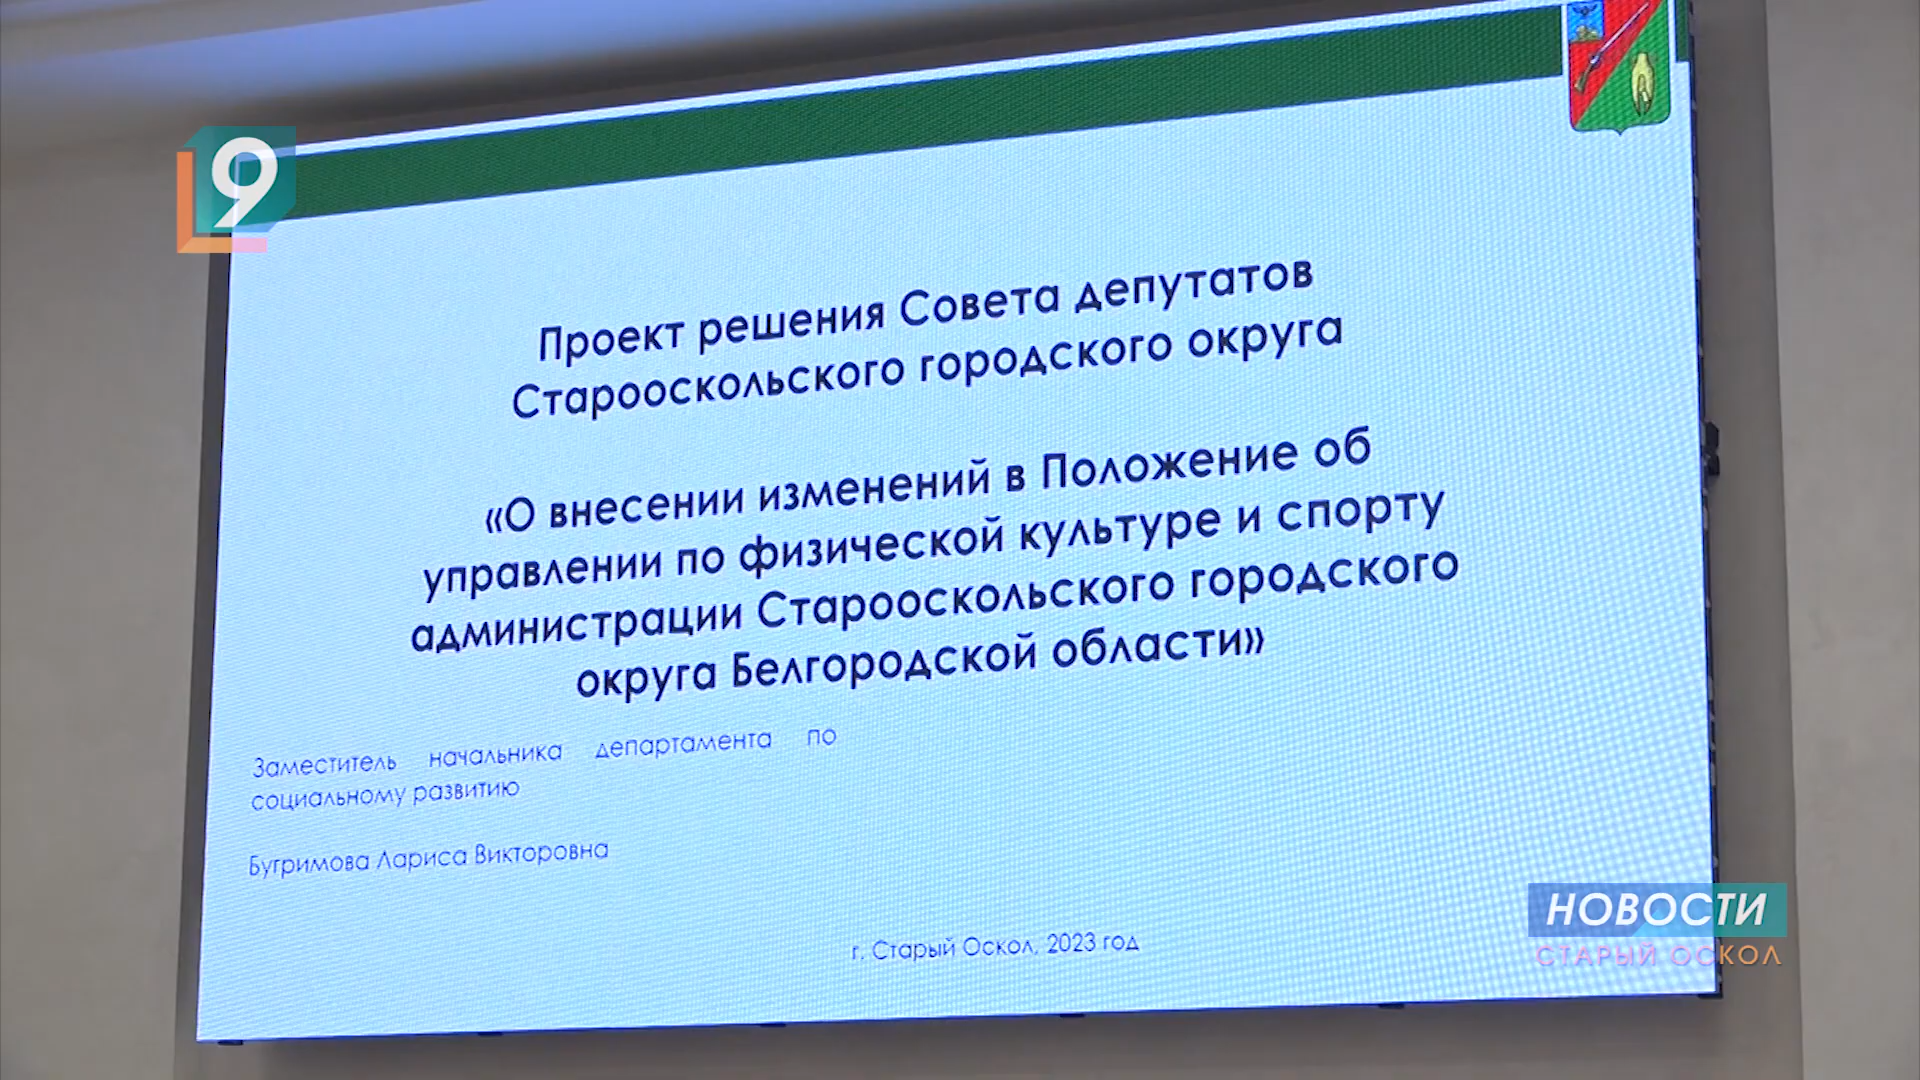 9
Проект решения Совета депутатов
Старооскольского городского округа
«О внесении изменений в Положение об
управлении по физической культуре и спорту
администрации Старооскольского городского
округа Белгородской области»
Заместитель начальника департамента по
социальному развитию
Бугримова Лариса Викторовна
г. Старый Оскол, 2023 год
НОВОСТИ
СТАРЫЙ ОСКОЛ